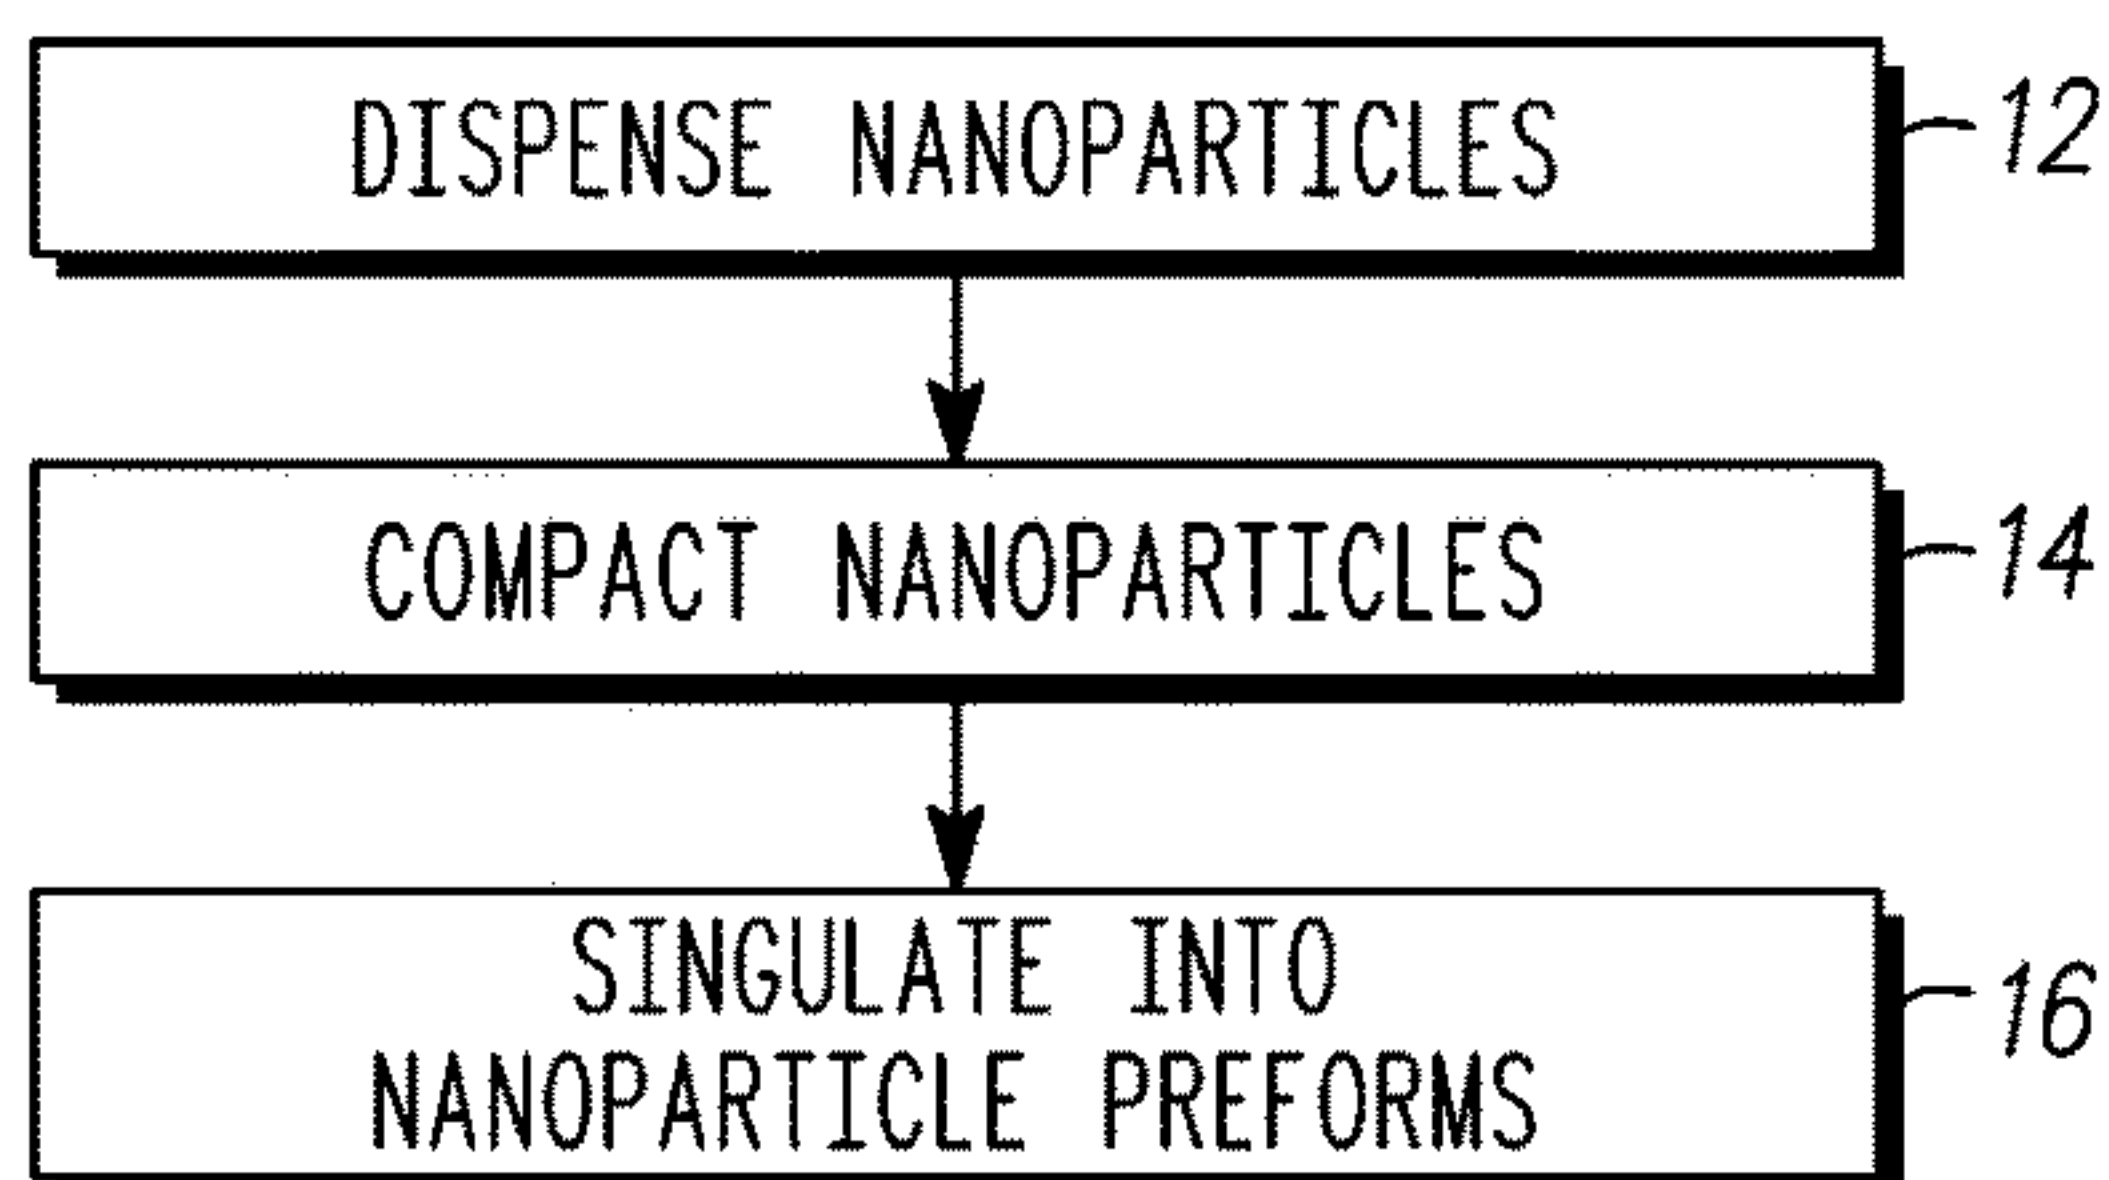 DISPENSE NANOPARTICLES
12
COMPACT NANOPARTICLES
14
SINGULATE INTO
NANOPARTICLE PREFORMS
16